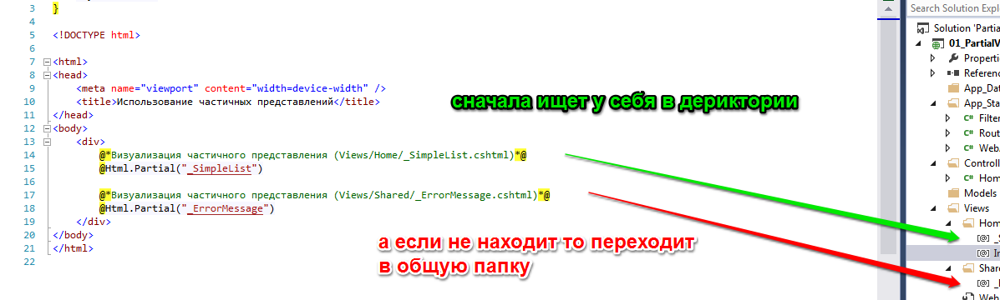 3 }
4
5 <!DOCTYPE html>
6
7 <html>
8 <head>
9 <meta name="viewport" content="width=device-width" />
10 <title>Использование частичных представлений</title>
11 </head>
12 <body>
13 <div>
14 @*Визуализация частичного представления (Views/Home/_SimpleList.cshtml)*@
15 @Html.Partial("_SimpleList")
16
17 @*Визуализация частичного представления (Views/Shared/_ErrorMessage.cshtml)*@
18 @Html.Partial("_ErrorMessage")
19 </div>
20 </body>
21 </html>
22
сначала ищет у себя в дериктории
а если не находит то переходит
в общую папку
Search Solution Expl
Solution 'Partia
01_PartialV
Properti
Referenc
App_Dat
App_Sta
C# Filter
C# Rout
C# Web
Controll
C# Hom
Models
Views
Hom
[@] _S
[@] In
Share
[@]
Web